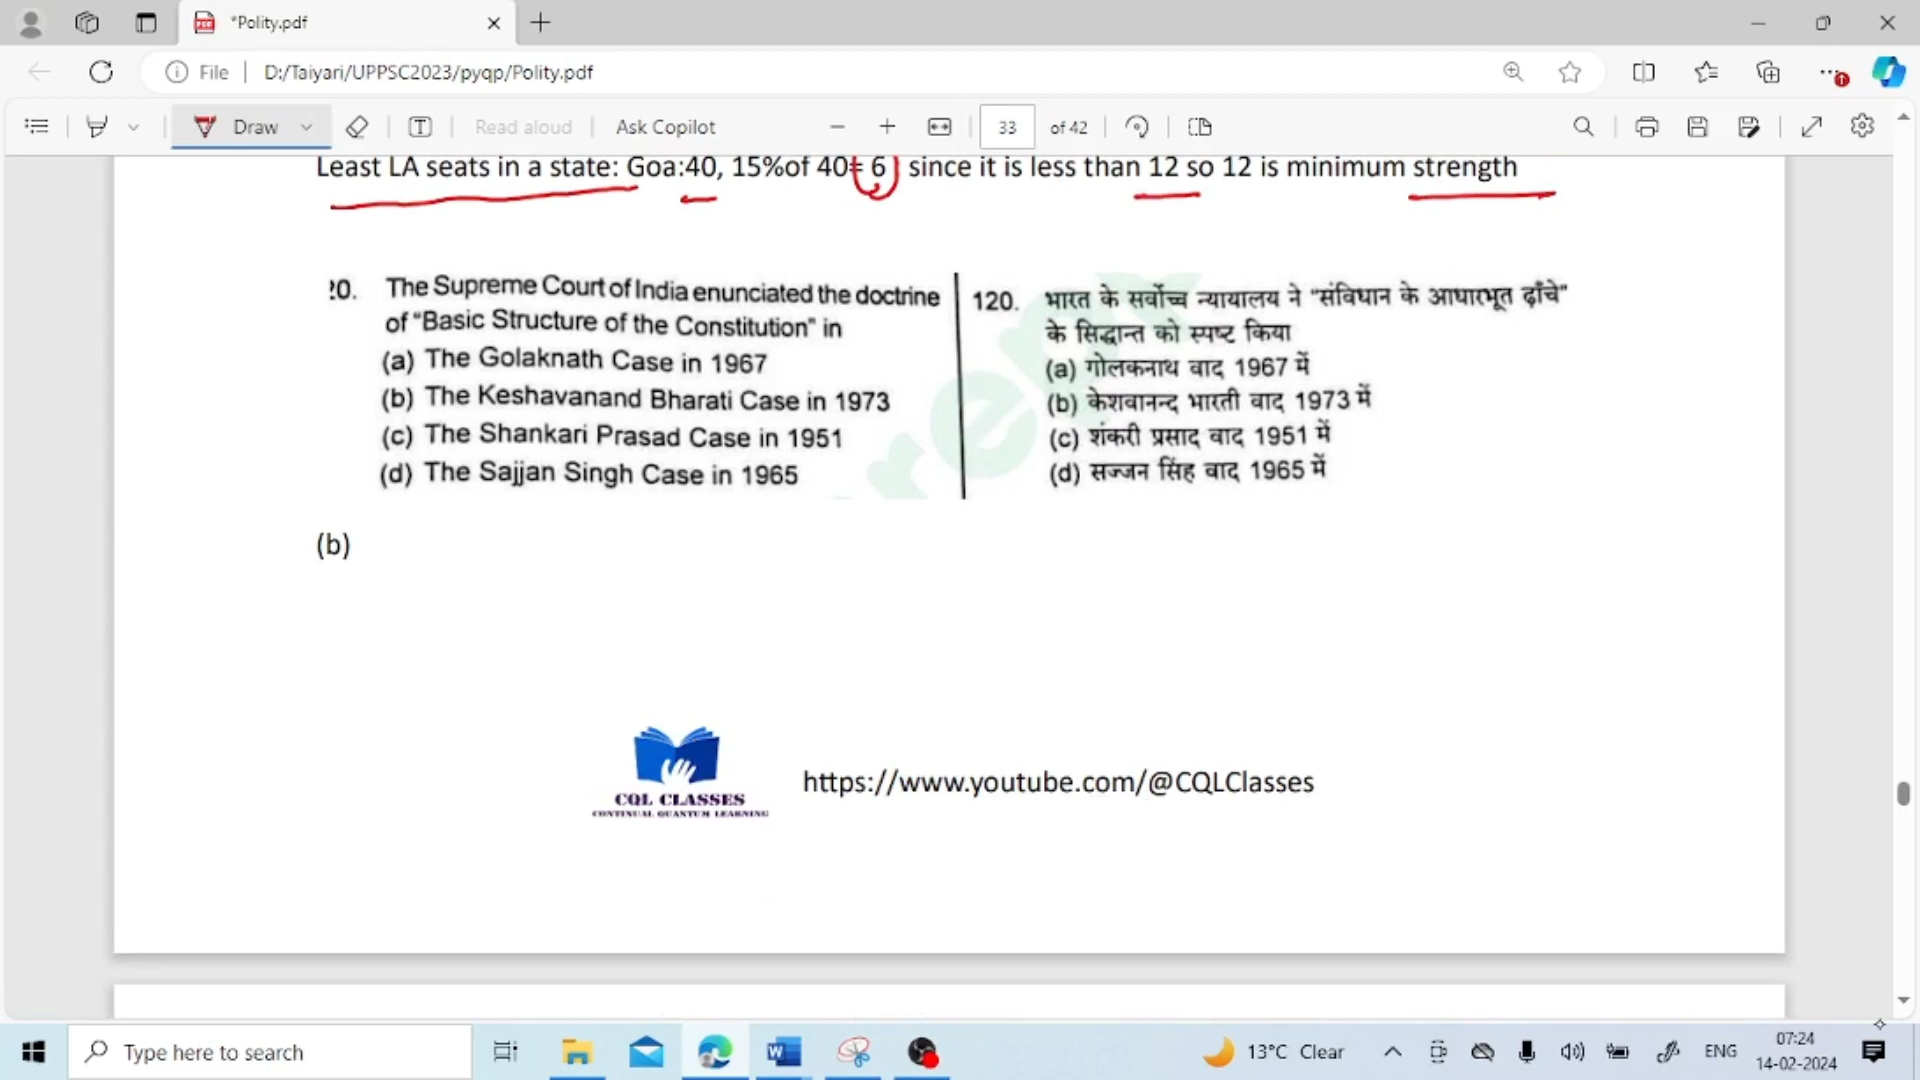 *Polity.pdf
File
D:/Taiyari/UPPSC2023/pyqp/Polity.pdf
Draw
Read aloud
Ask Copilot
33
of 42
Least LA seats in a state: Goa:40, 15%of 40= 6 since it is less than 12 so 12 is minimum strength
20. The Supreme Court of India enunciated the doctrine
of "Basic Structure of the Constitution" in
(a) The Golaknath Case in 1967
(b) The Keshavanand Bharati Case in 1973
(c) The Shankari Prasad Case in 1951
(d) The Sajjan Singh Case in 1965
120. भारत के सर्वोच्च न्यायालय ने "संविधान के आधारभूत ढ़ाँचे"
के सिद्धान्त को स्पष्ट किया
(a) गोलकनाथ वाद 1967 में
(b) केशवानन्द भारती वाद 1973 में
(c) शंकरी प्रसाद वाद 1951 में
(d) सज्जन सिंह वाद 1965 में
(b)
CQL CLASSES
CONTINUAL QUANTUM LEARNING
https://www.youtube.com/@CQLClasses
Type here to search
13°C Clear
ENG
07:24
14-02-2024